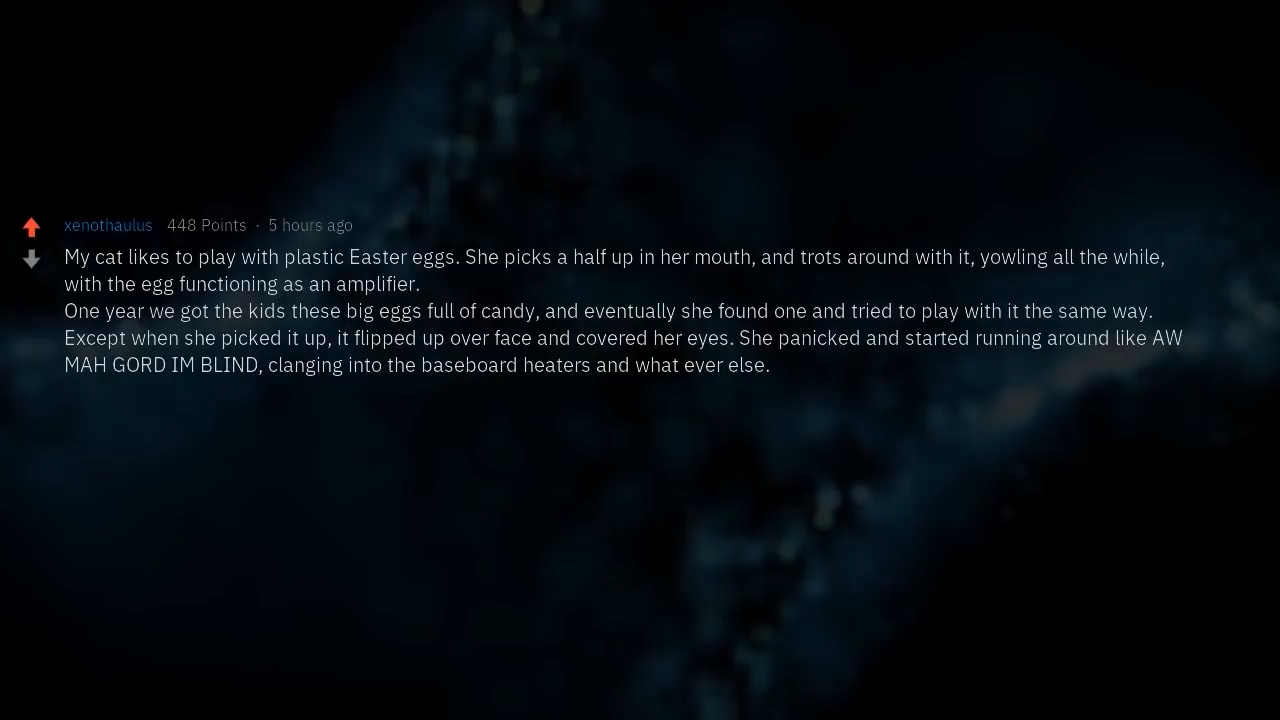 xenothaulus 448 Points · 5 hours ago
My cat likes to play with plastic Easter eggs. She picks a half up in her mouth, and trots around with it, yowling all the while,
with the egg functioning as an amplifier.
One year we got the kids these big eggs full of candy, and eventually she found one and tried to play with it the same way.
Except when she picked it up, it flipped up over face and covered her eyes. She panicked and started running around like AW
MAH GORD IM BLIND, clanging into the baseboard heaters and what ever else.